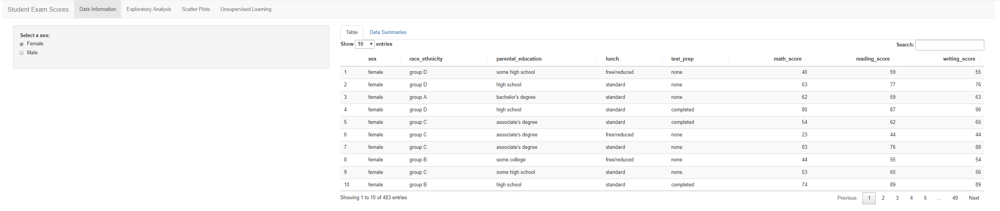 Student Exam Scores Data Information Exploratory Analysis Scatter Plots Unsupervised Learning
Select a sex:
Female
Male
Table Data Summaries
Show 10 entries Search:
sex race_ethnicity parental_education lunch test_prep math_score reading_score writing_score
1 female group D some high school free/reduced none 40 59 55
2 female group D high school standard none 63 77 76
3 female group A bachelor's degree standard none 62 59 63
4 female group D high school standard completed 80 87 90
5 female group C associate's degree standard completed 54 62 65
6 female group C associate's degree free/reduced none 23 44 44
7 female group C associate's degree standard none 83 76 88
8 female group B some college free/reduced none 44 55 54
9 female group C some high school standard none 53 60 56
10 female group B high school standard completed 74 89 89
Showing 1 to 10 of 483 entries Previous 1 2 3 4 5 … 49 Next